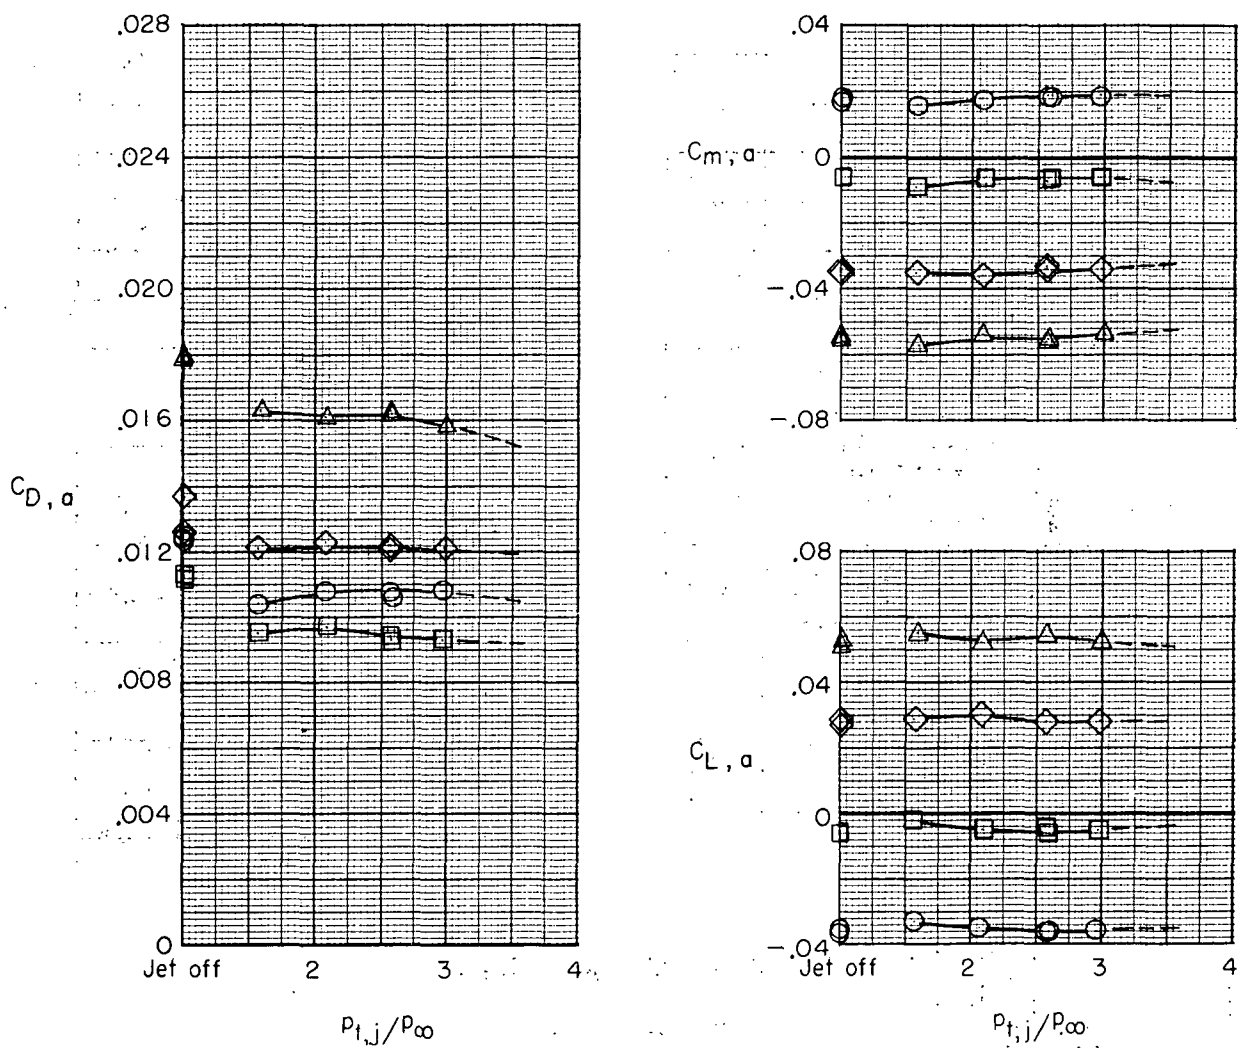 .028
.024
.020
.016
.012
.008
.004
0
C_D,a
Jet off 2 3 4
p_t,j/p_∞
.04
0
-.04
-.08
C_m,a
.08
.04
0
-.04
C_L,a
Jet off 2 3 4
p_t,j/p_∞